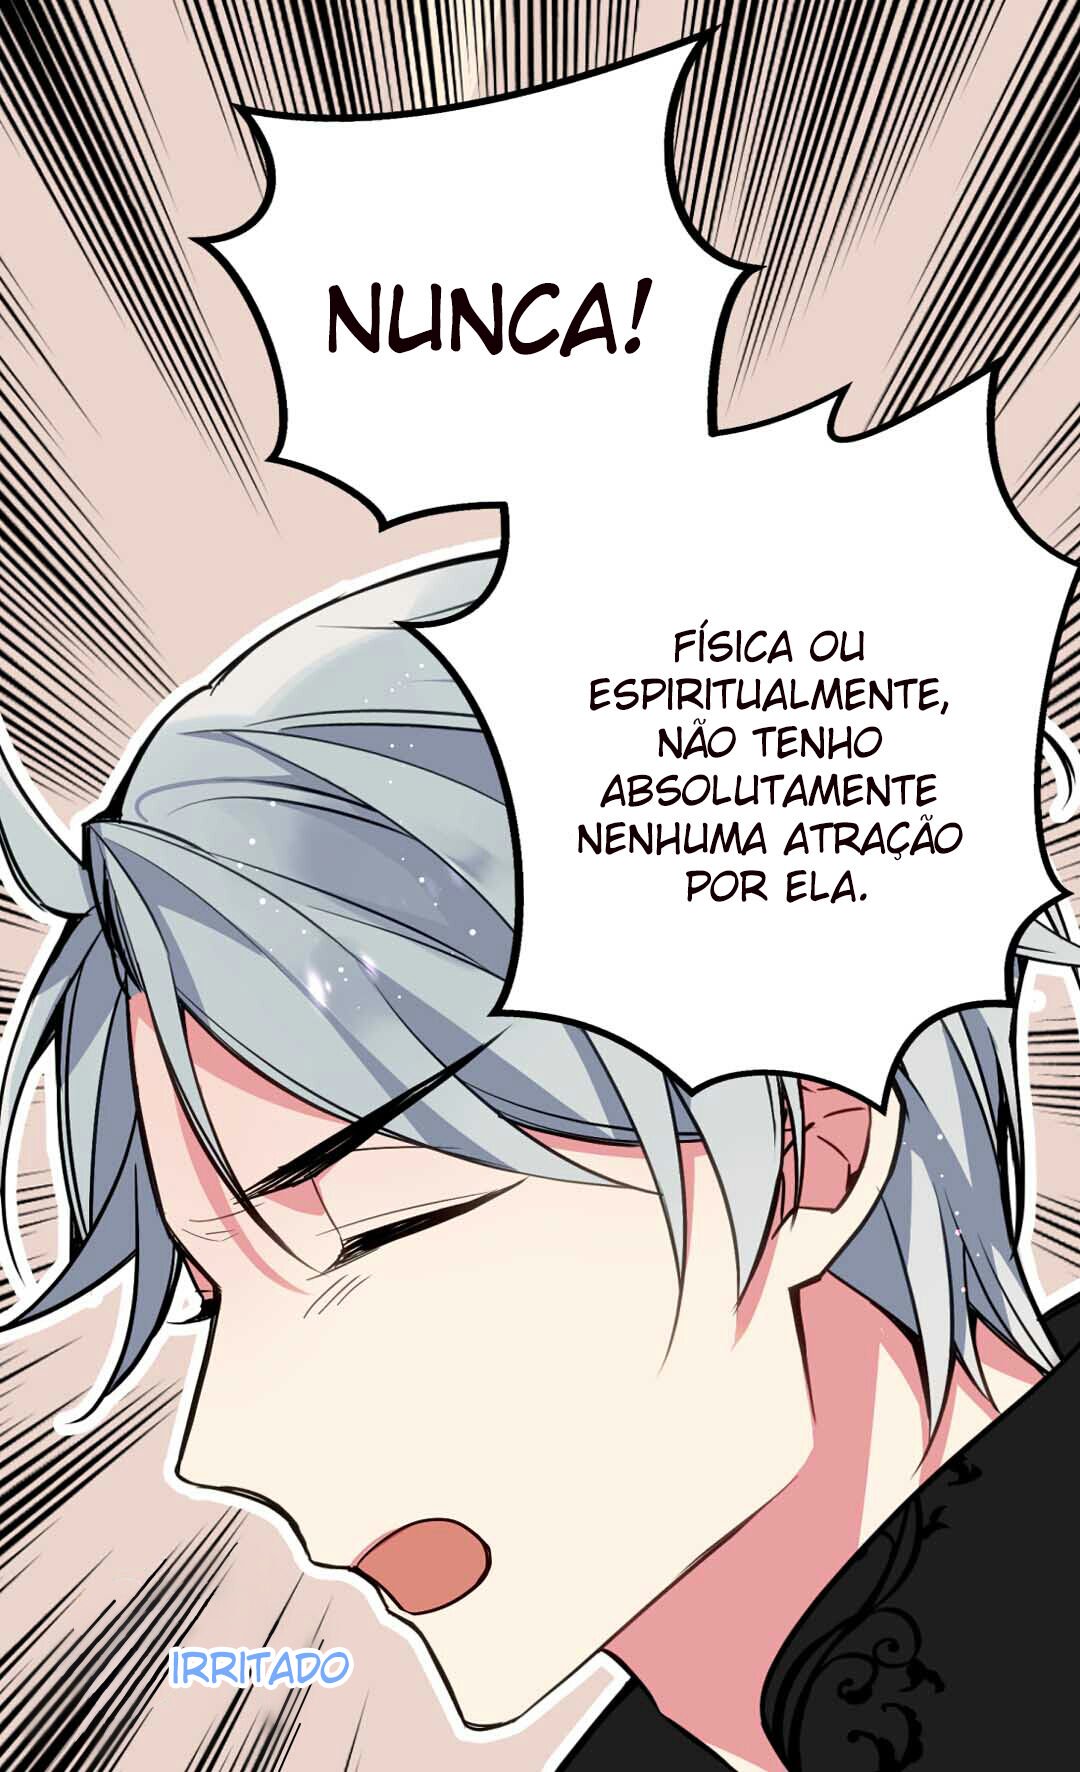 NUNCA!
FÍSICA OU
ESPIRITUALMENTE,
NÃO TENHO
ABSOLUTAMENTE
NENHUMA ATRAÇÃO
POR ELA.
IRRITADO